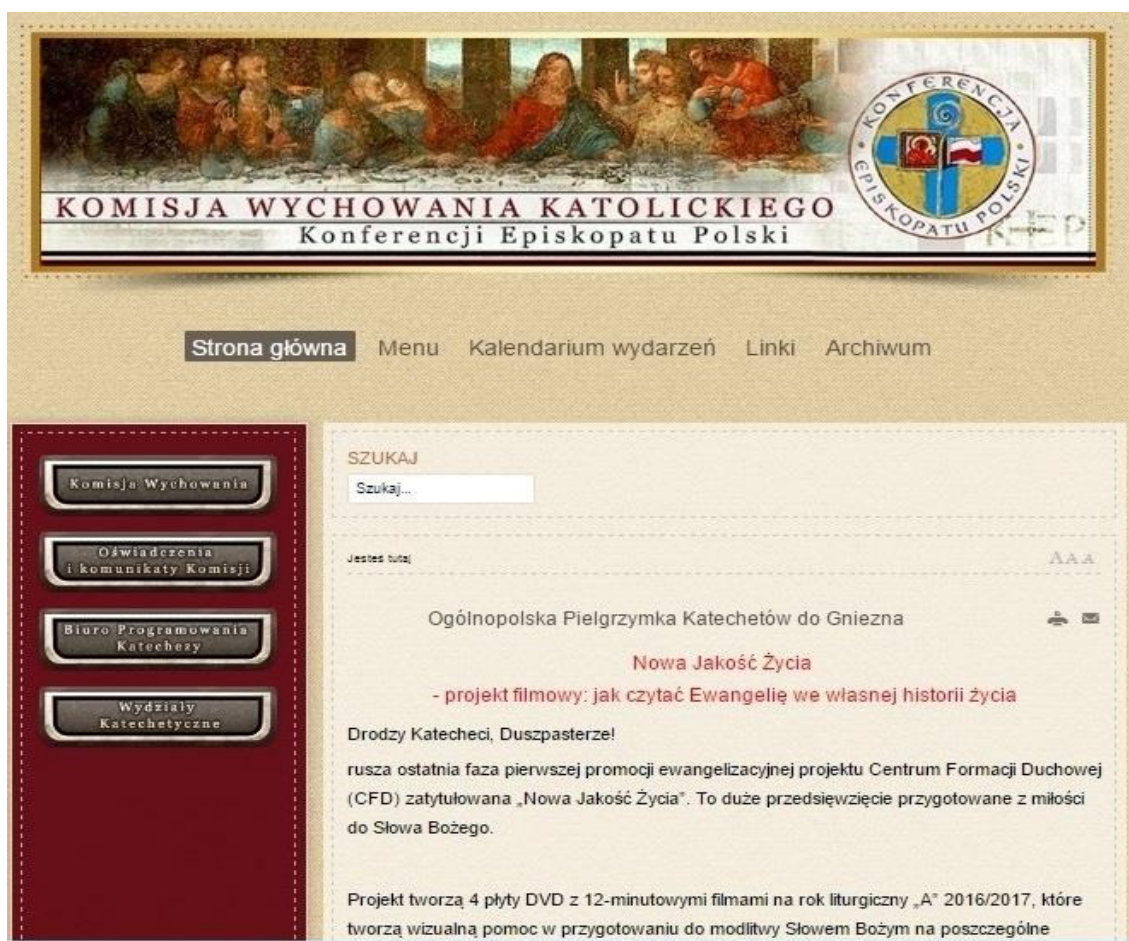 KOMISJA WYCHOWANIA KATOLICKIEGO
Konferencji Episkopatu Polski
KONFERENCJA EPISKOPATU POLSKI
KEP
Strona główna Menu Kalendarium wydarzeń Linki Archiwum
Komisja Wychowania
Oświadczenia
i komunikaty Komisji
Biuro Programowania
Katechezy
Wydziały
Katechetyczne
SZUKAJ
Szukaj...
Jesteś tutaj
A A A
Ogólnopolska Pielgrzymka Katechetów do Gniezna
Nowa Jakość Życia
- projekt filmowy: jak czytać Ewangelię we własnej historii życia
Drodzy Katecheci, Duszpasterze!
rusza ostatnia faza pierwszej promocji ewangelizacyjnej projektu Centrum Formacji Duchowej
(CFD) zatytułowana „Nowa Jakość Życia". To duże przedsięwzięcie przygotowane z miłości
do Słowa Bożego.
Projekt tworzą 4 płyty DVD z 12-minutowymi filmami na rok liturgiczny „A" 2016/2017, które
tworzą wizualną pomoc w przygotowaniu do modlitwy Słowem Bożym na poszczególne